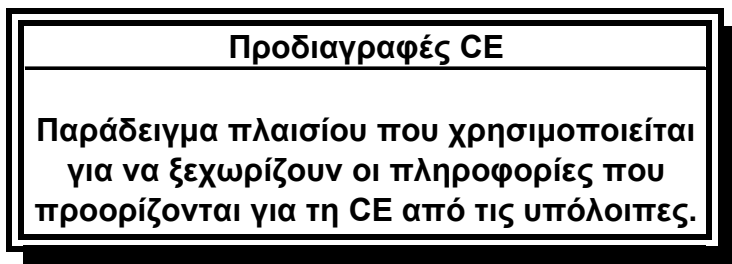 Προδιαγραφές CE
Παράδειγμα πλαισίου που χρησιμοποιείται
για να ξεχωρίζουν οι πληροφορίες που
προορίζονται για τη CE από τις υπόλοιπες.